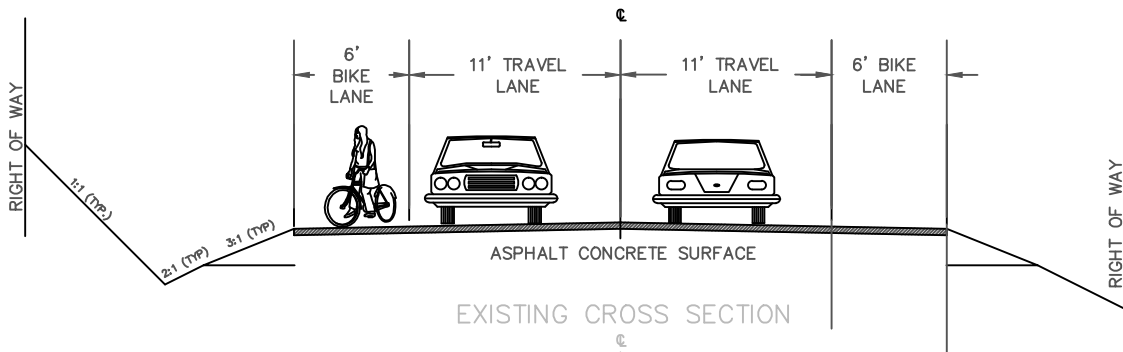 ℄
6'
BIKE
LANE
11' TRAVEL
LANE
11' TRAVEL
LANE
6' BIKE
LANE
RIGHT OF WAY
1:1 (TYP.)
2:1 (TYP)
3:1 (TYP)
ASPHALT CONCRETE SURFACE
RIGHT OF WAY
EXISTING CROSS SECTION
℄